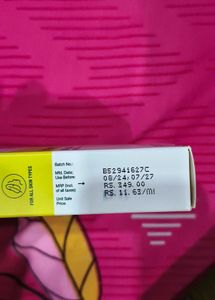 Batch No.: B52941627C
Mfd. Date; 08/24;07/27
Use Before:
MRP (Incl. → RS. 349.00
of all taxes)
Unit Sale RS. 11.63/ml
Price:
FOR ALL SKIN TYPES